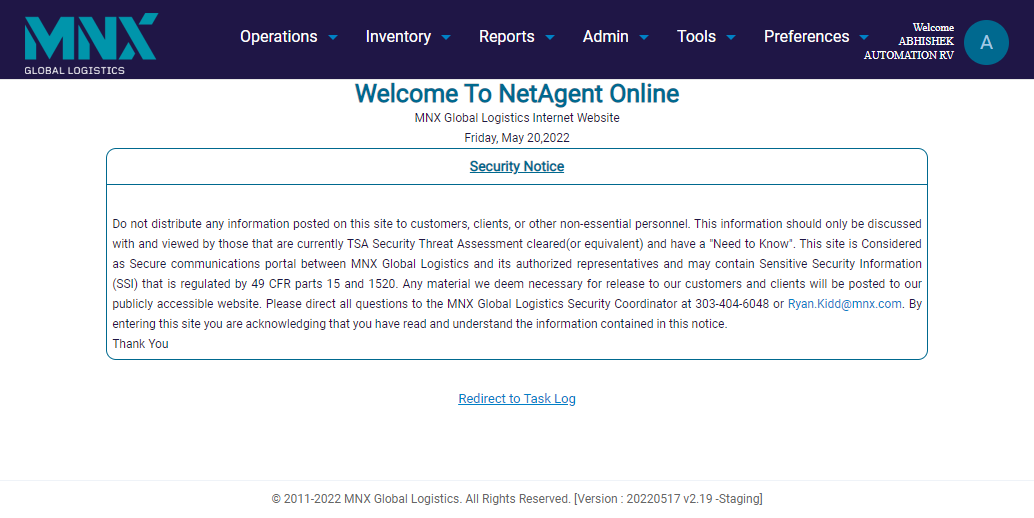 MNX
GLOBAL LOGISTICS
Operations Inventory Reports Admin Tools Preferences
Welcome
ABHISHEK
AUTOMATION RV
A
Welcome To NetAgent Online
MNX Global Logistics Internet Website
Friday, May 20,2022
Security Notice
Do not distribute any information posted on this site to customers, clients, or other non-essential personnel. This information should only be discussed
with and viewed by those that are currently TSA Security Threat Assessment cleared(or equivalent) and have a "Need to Know". This site is Considered
as Secure communications portal between MNX Global Logistics and its authorized representatives and may contain Sensitive Security Information
(SSI) that is regulated by 49 CFR parts 15 and 1520. Any material we deem necessary for release to our customers and clients will be posted to our
publicly accessible website. Please direct all questions to the MNX Global Logistics Security Coordinator at 303-404-6048 or Ryan.Kidd@mnx.com. By
entering this site you are acknowledging that you have read and understand the information contained in this notice.
Thank You
Redirect to Task Log
© 2011-2022 MNX Global Logistics. All Rights Reserved. [Version : 20220517 v2.19 -Staging]